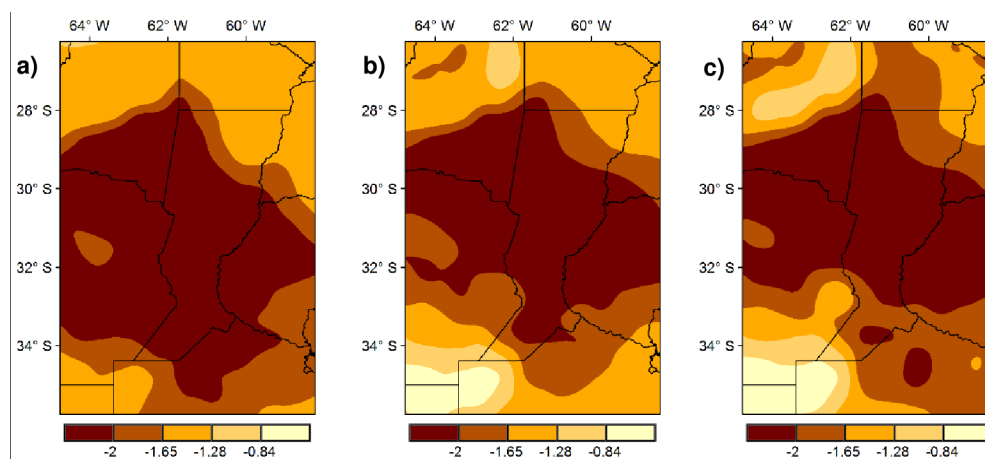 64° W 62° W 60° W 64° W 62° W 60° W 64° W 62° W 60° W
a) b) c)
28° S 28° S 28° S
30° S 30° S 30° S
32° S 32° S 32° S
34° S 34° S 34° S
-2 -1.65 -1.28 -0.84 -2 -1.65 -1.28 -0.84 -2 -1.65 -1.28 -0.84